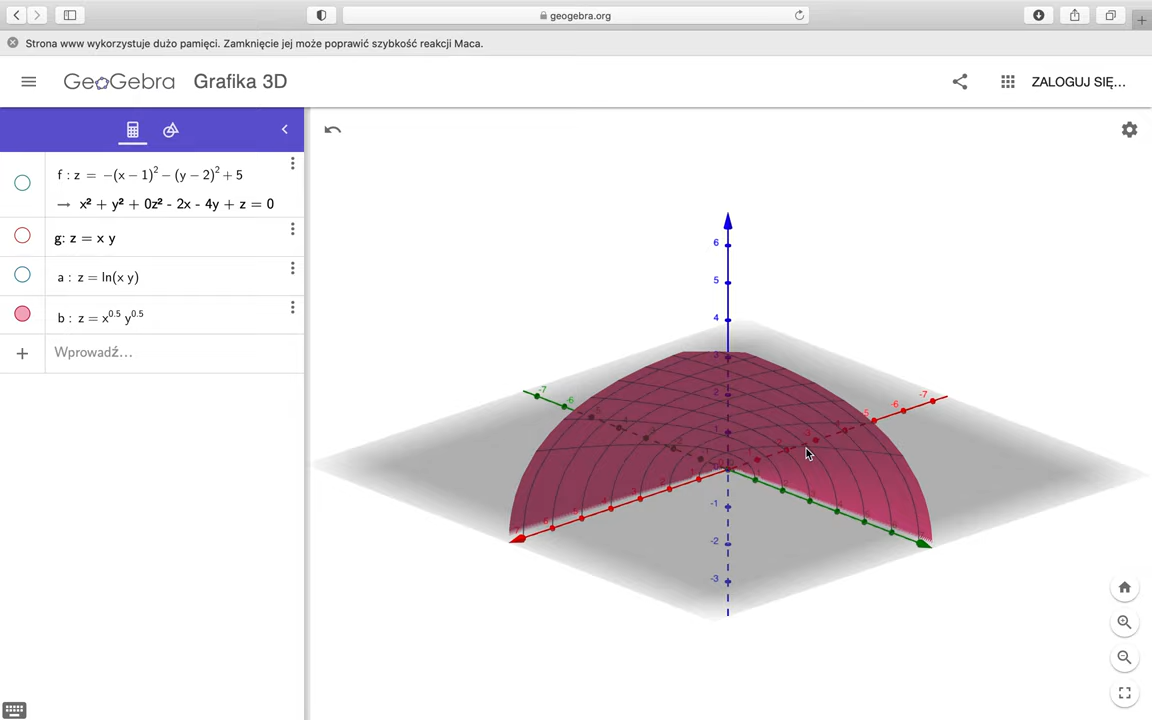 geogebra.org
Strona www wykorzystuje dużo pamięci. Zamknięcie jej może poprawić szybkość reakcji Maca.
GeoGebra Grafika 3D
ZALOGUJ SIĘ...
f : z = −(x − 1)² − (y − 2)² + 5
→ x² + y² + 0z² - 2x - 4y + z = 0
g: z = x y
a : z = ln(x y)
b : z = x^0.5 y^0.5
Wprowadź…
6
5
4
3
2
1
-1
-2
-3
-7
-6
-5
-7
-6
-5